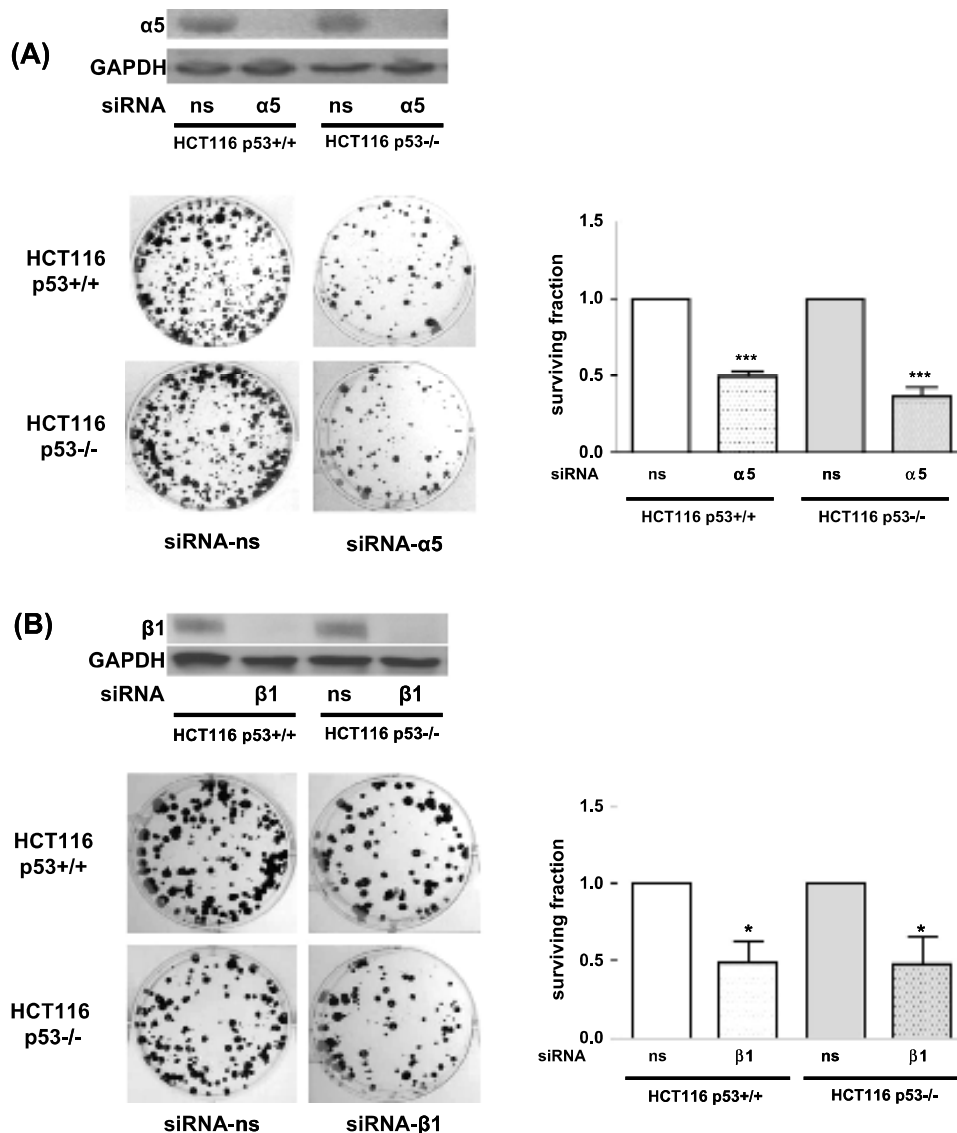 (A)
α5
GAPDH
siRNA ns α5 ns α5
HCT116 p53+/+ HCT116 p53-/-
HCT116
p53+/+
HCT116
p53-/-
siRNA-ns siRNA-α5
surviving fraction
1.5
1.0
0.5
0.0
***
***
siRNA ns α5 ns α5
HCT116 p53+/+ HCT116 p53-/-
(B)
β1
GAPDH
siRNA β1 ns β1
HCT116 p53+/+ HCT116 p53-/-
HCT116
p53+/+
HCT116
p53-/-
siRNA-ns siRNA-β1
surviving fraction
1.5
1.0
0.5
0.0
*
*
siRNA ns β1 ns β1
HCT116 p53+/+ HCT116 p53-/-